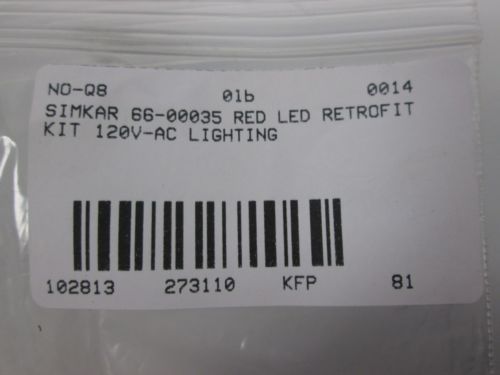 NO-Q8 01b 0014
SIMKAR 66-00035 RED LED RETROFIT
KIT 120V-AC LIGHTING
102813 273110 KFP 81